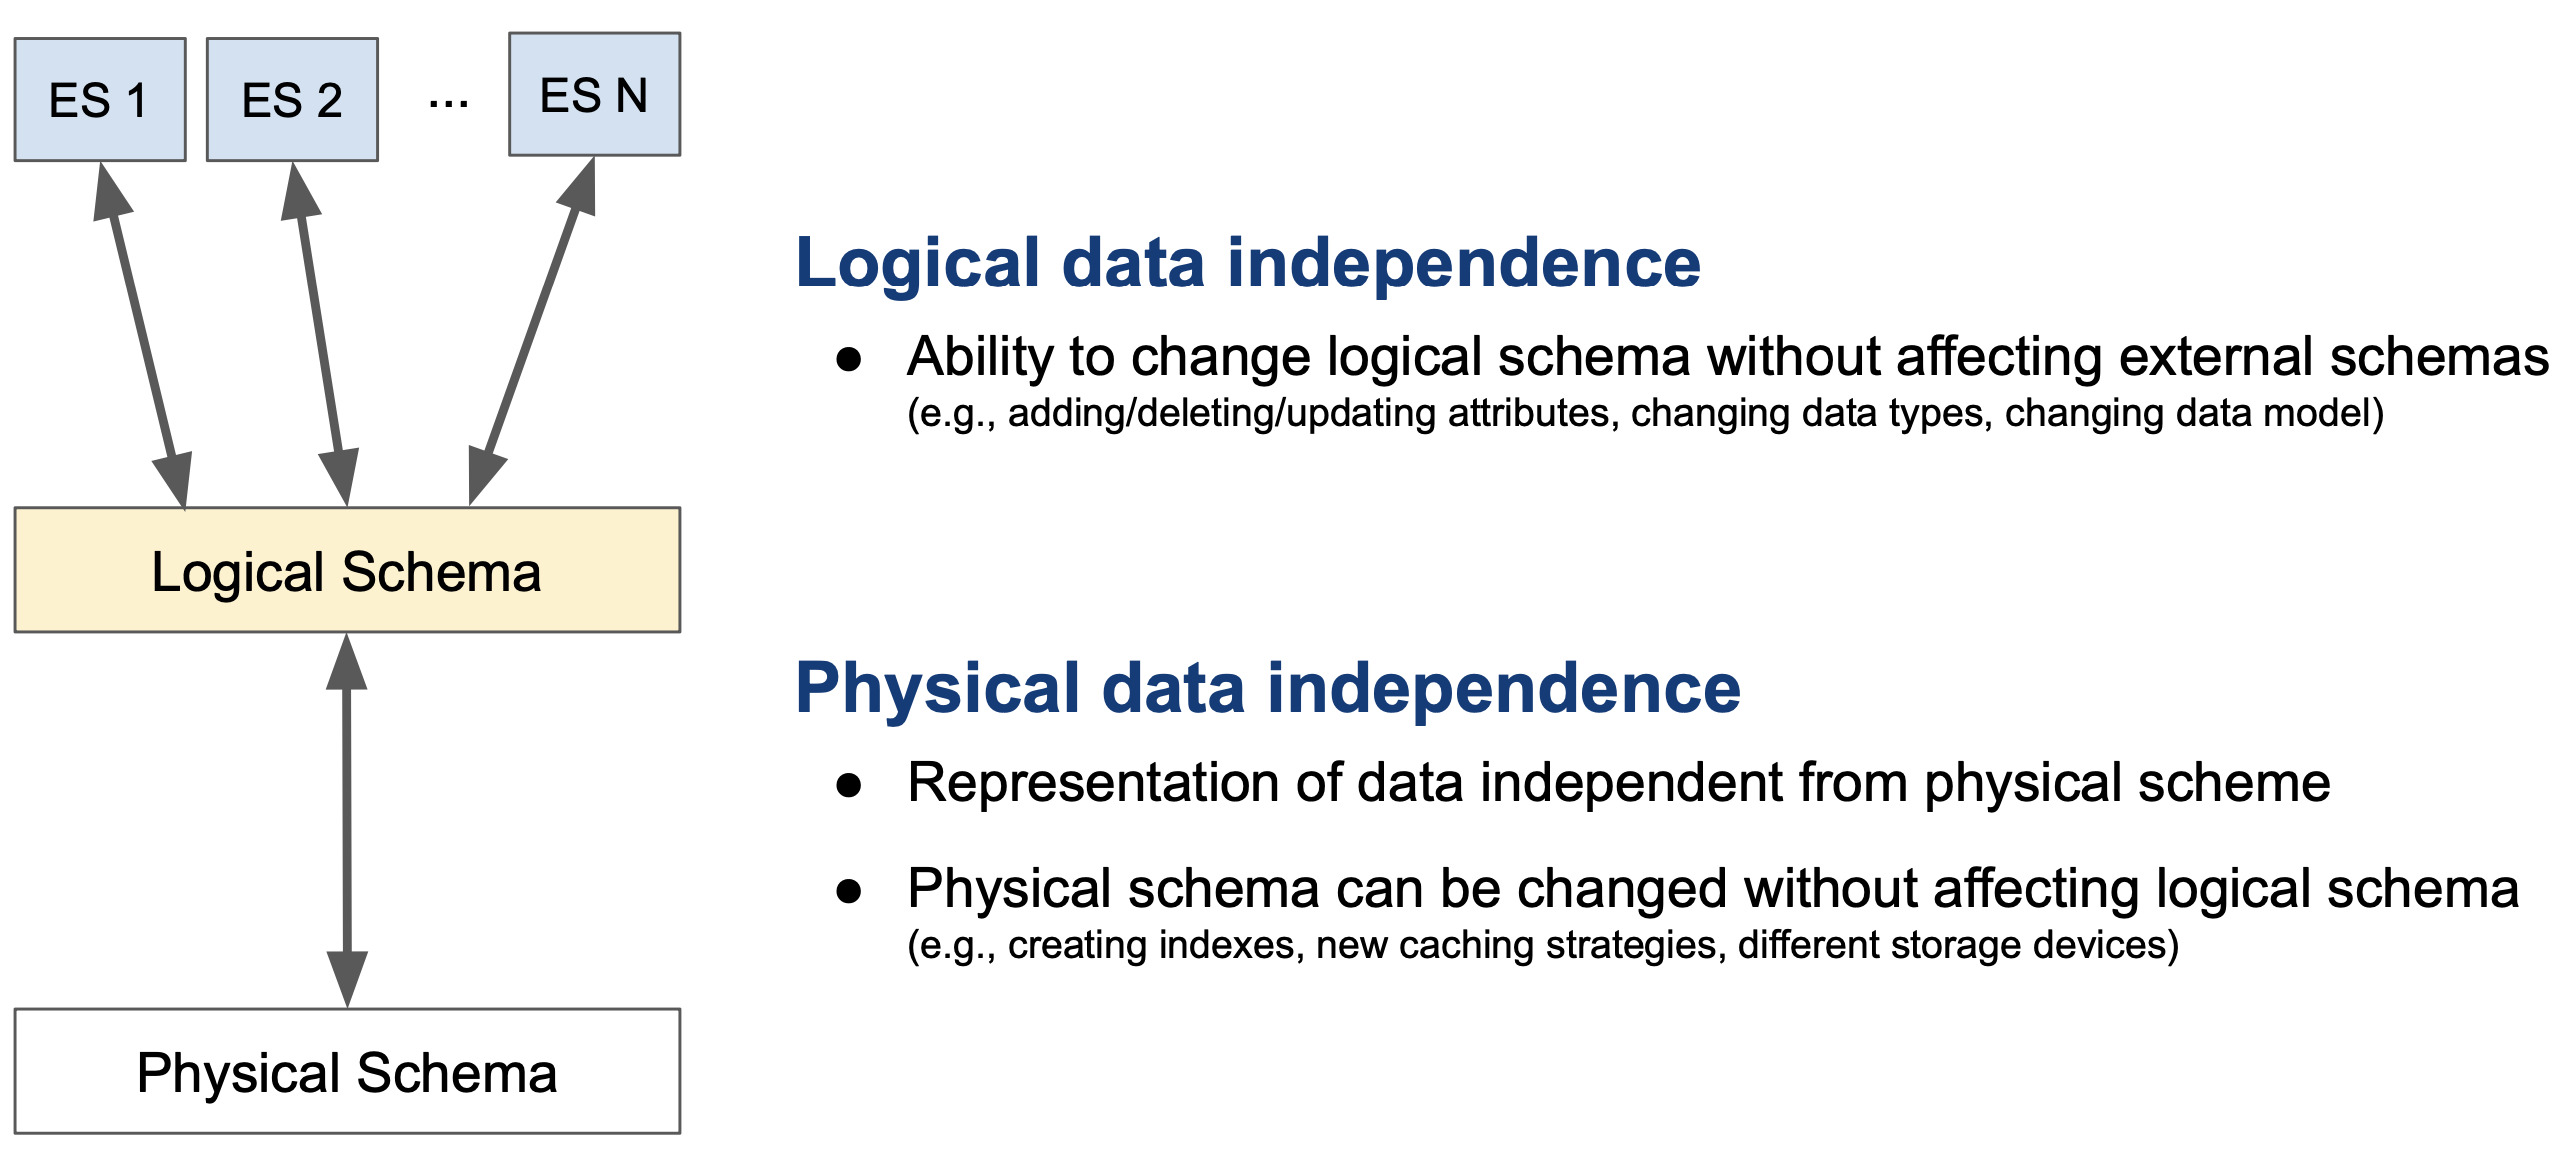 ES 1
ES 2
...
ES N
Logical data independence
● Ability to change logical schema without affecting external schemas
(e.g., adding/deleting/updating attributes, changing data types, changing data model)
Logical Schema
Physical data independence
● Representation of data independent from physical scheme
● Physical schema can be changed without affecting logical schema
(e.g., creating indexes, new caching strategies, different storage devices)
Physical Schema